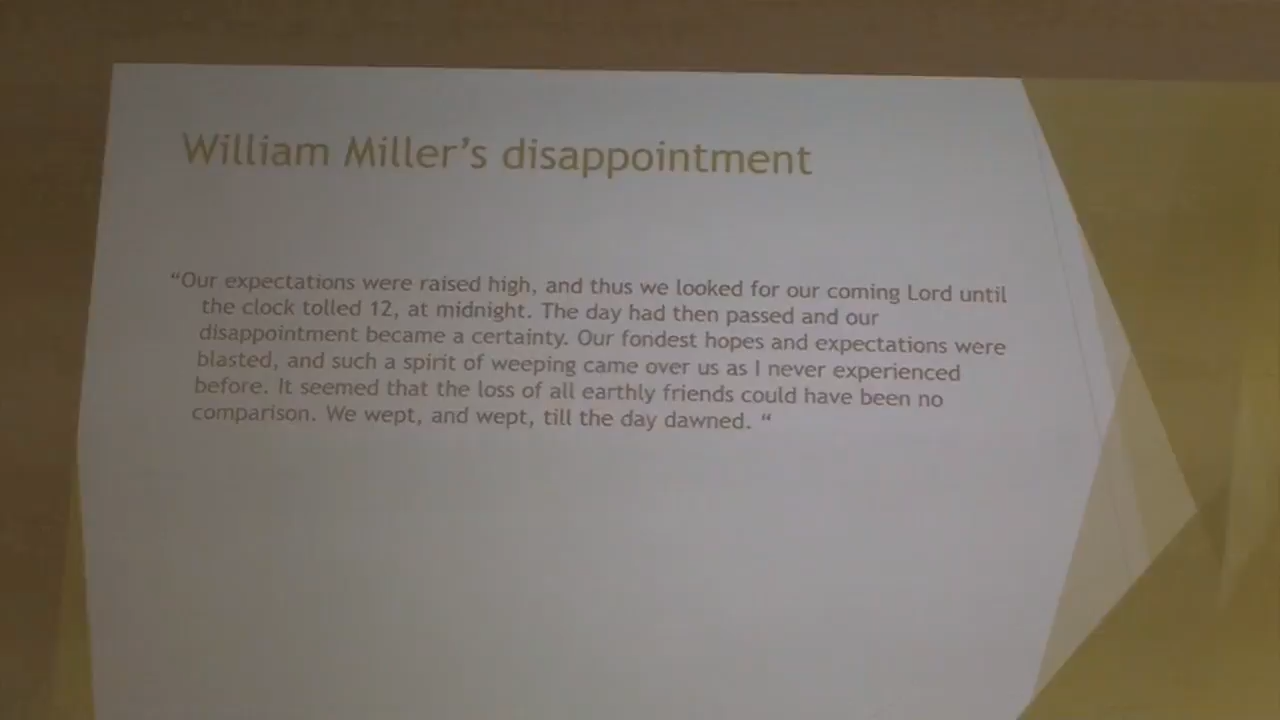 William Miller’s disappointment
“Our expectations were raised high, and thus we looked for our coming Lord until
the clock tolled 12, at midnight. The day had then passed and our
disappointment became a certainty. Our fondest hopes and expectations were
blasted, and such a spirit of weeping came over us as I never experienced
before. It seemed that the loss of all earthly friends could have been no
comparison. We wept, and wept, till the day dawned. “